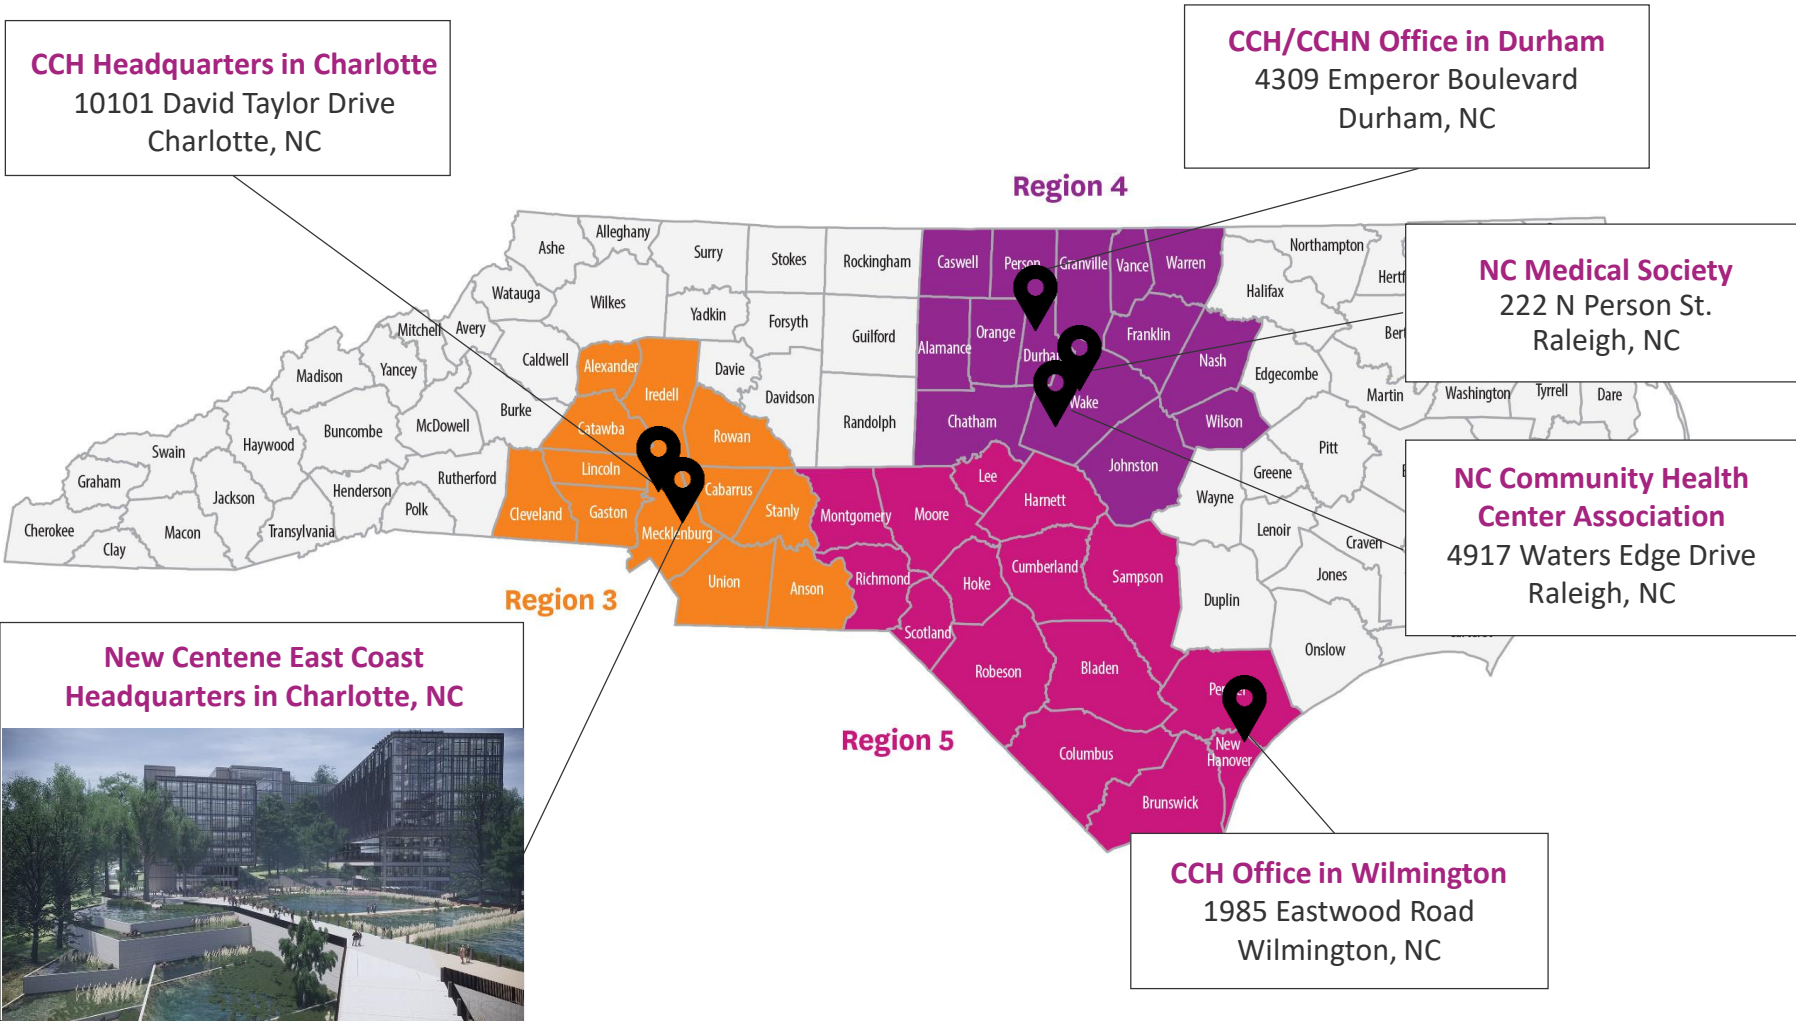 CCH Headquarters in Charlotte
10101 David Taylor Drive
Charlotte, NC
CCH/CCHN Office in Durham
4309 Emperor Boulevard
Durham, NC
Region 4
NC Medical Society
222 N Person St.
Raleigh, NC
NC Community Health
Center Association
4917 Waters Edge Drive
Raleigh, NC
Region 3
New Centene East Coast
Headquarters in Charlotte, NC
Region 5
CCH Office in Wilmington
1985 Eastwood Road
Wilmington, NC
Ashe
Alleghany
Surry
Stokes
Rockingham
Caswell
Person
Granville
Vance
Warren
Northampton
Halifax
Watauga
Wilkes
Yadkin
Forsyth
Guilford
Alamance
Orange
Franklin
Nash
Edgecombe
Mitchell
Avery
Caldwell
Alexander
Iredell
Davie
Davidson
Randolph
Chatham
Wake
Wilson
Martin
Washington
Tyrrell
Dare
Madison
Yancey
McDowell
Burke
Catawba
Rowan
Johnston
Pitt
Greene
Swain
Haywood
Buncombe
Rutherford
Lincoln
Cabarrus
Stanly
Montgomery
Moore
Lee
Harnett
Wayne
Lenoir
Craven
Graham
Jackson
Henderson
Polk
Cleveland
Gaston
Mecklenburg
Cherokee
Clay
Macon
Transylvania
Union
Anson
Richmond
Hoke
Cumberland
Sampson
Duplin
Jones
Onslow
Scotland
Robeson
Bladen
Columbus
New
Hanover
Brunswick